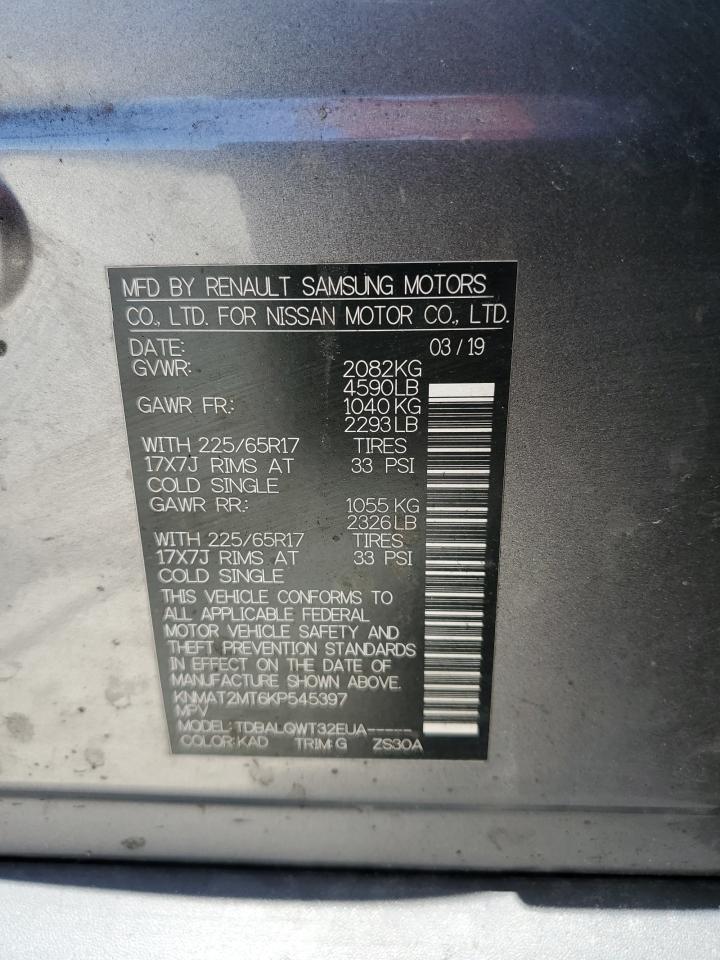 MFD BY RENAULT SAMSUNG MOTORS
CO., LTD. FOR NISSAN MOTOR CO., LTD.
DATE: 03 / 19
GVWR: 2082KG
4590LB
GAWR FR: 1040 KG
2293 LB
WITH 225/65R17 TIRES
17X7J RIMS AT 33 PSI
COLD SINGLE
GAWR RR: 1055 KG
2326 LB
WITH 225/65R17 TIRES
17X7J RIMS AT 33 PSI
COLD SINGLE
THIS VEHICLE CONFORMS TO
ALL APPLICABLE FEDERAL
MOTOR VEHICLE SAFETY AND
THEFT PREVENTION STANDARDS
IN EFFECT ON THE DATE OF
MANUFACTURE SHOWN ABOVE.
KNMAT2MT6KP545397
MPV
MODEL: TDBALQWT32EUA-----
COLOR: KAD TRIM: G ZS30A